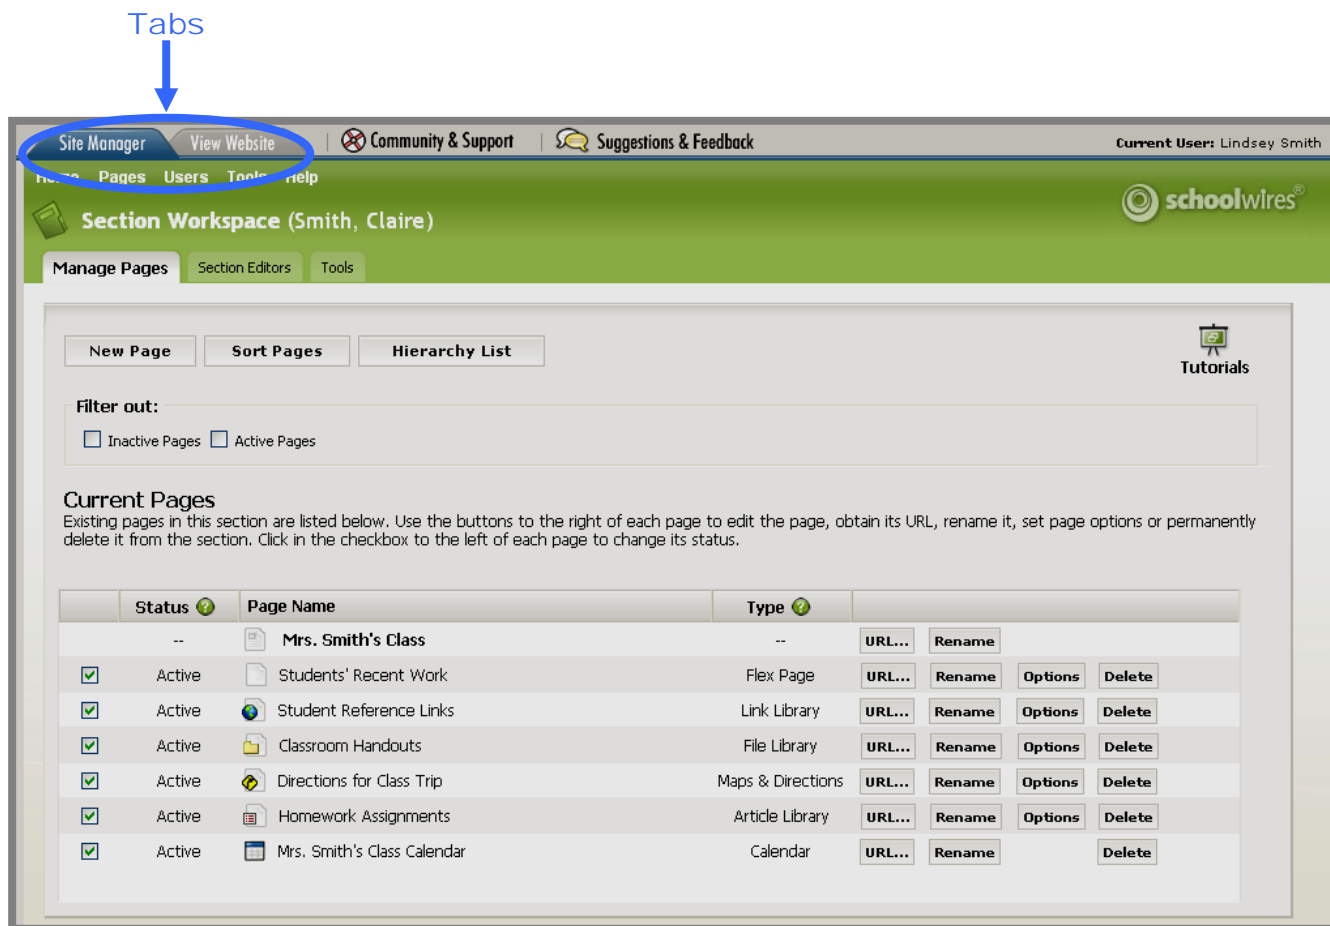 Tabs
Site Manager View Website Community & Support Suggestions & Feedback Current User: Lindsey Smith
Home Pages Users Tools Help
schoolwires®
Section Workspace (Smith, Claire)
Manage Pages Section Editors Tools
New Page Sort Pages Hierarchy List
Tutorials
Filter out:
Inactive Pages Active Pages
Current Pages
Existing pages in this section are listed below. Use the buttons to the right of each page to edit the page, obtain its URL, rename it, set page options or permanently
delete it from the section. Click in the checkbox to the left of each page to change its status.
Status ? Page Name Type ?
-- Mrs. Smith's Class -- URL... Rename
Active Students' Recent Work Flex Page URL... Rename Options Delete
Active Student Reference Links Link Library URL... Rename Options Delete
Active Classroom Handouts File Library URL... Rename Options Delete
Active Directions for Class Trip Maps & Directions URL... Rename Options Delete
Active Homework Assignments Article Library URL... Rename Options Delete
Active Mrs. Smith's Class Calendar Calendar URL... Rename Delete